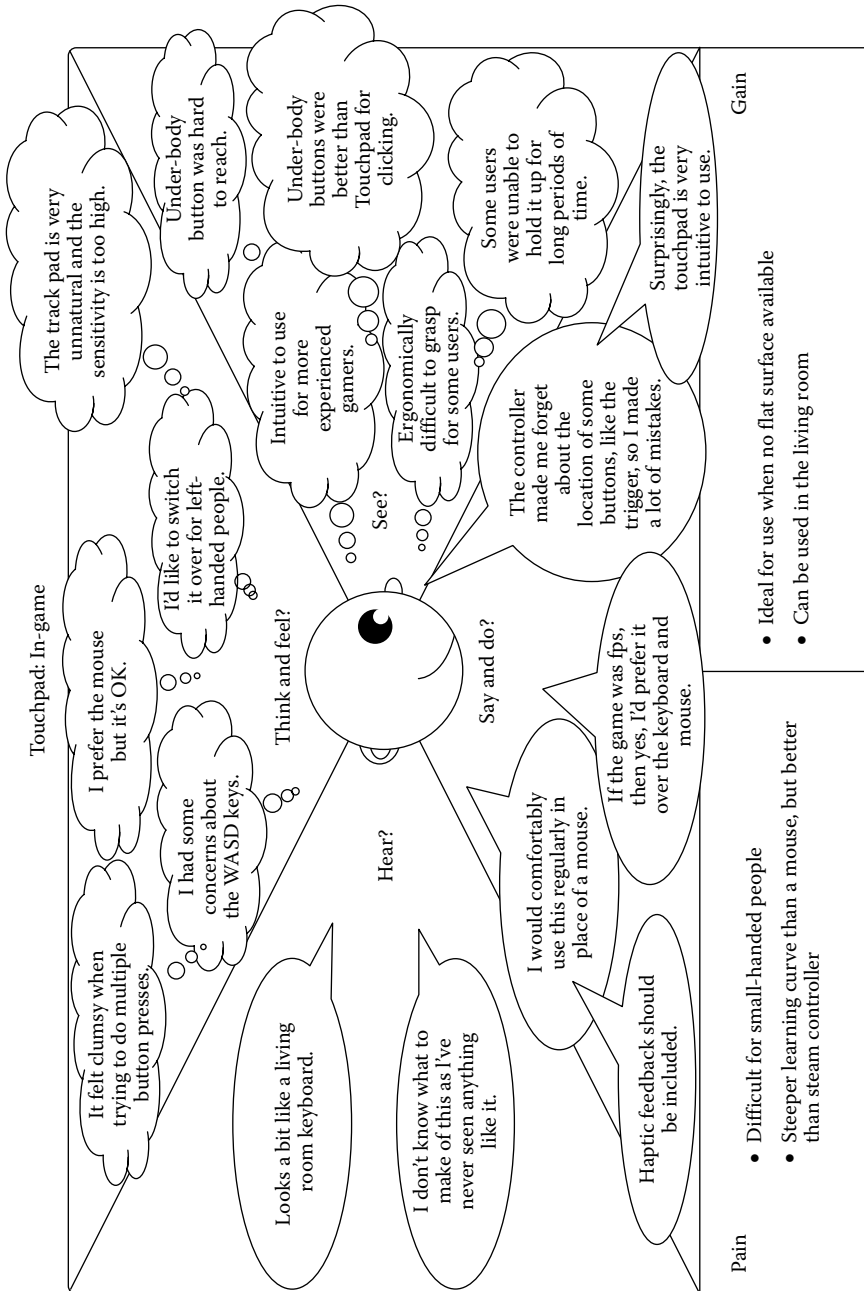 Touchpad: In-game
It felt clumsy when
trying to do multiple
button presses.
I prefer the mouse
but it's OK.
I had some
concerns about
the WASD keys.
I'd like to switch
it over for left-
handed people.
The track pad is very
unnatural and the
sensitivity is too high.
Think and feel?
Hear?
Looks a bit like a living
room keyboard.
I don't know what to
make of this as I've
never seen anything
like it.
See?
Under-body
button was hard
to reach.
Intuitive to use
for more
experienced
gamers.
Under-body
buttons were
better than
Touchpad for
clicking.
Ergonomically
difficult to grasp
for some users.
Some users
were unable to
hold it up for
long periods of
time.
Say and do?
Haptic feedback should
be included.
I would comfortably
use this regularly in
place of a mouse.
If the game was fps,
then yes, I'd prefer it
over the keyboard and
mouse.
The controller
made me forget
about the
location of some
buttons, like the
trigger, so I made
a lot of mistakes.
Surprisingly, the
touchpad is very
intuitive to use.
Pain
• Difficult for small-handed people
• Steeper learning curve than a mouse, but better
than steam controller
Gain
• Ideal for use when no flat surface available
• Can be used in the living room